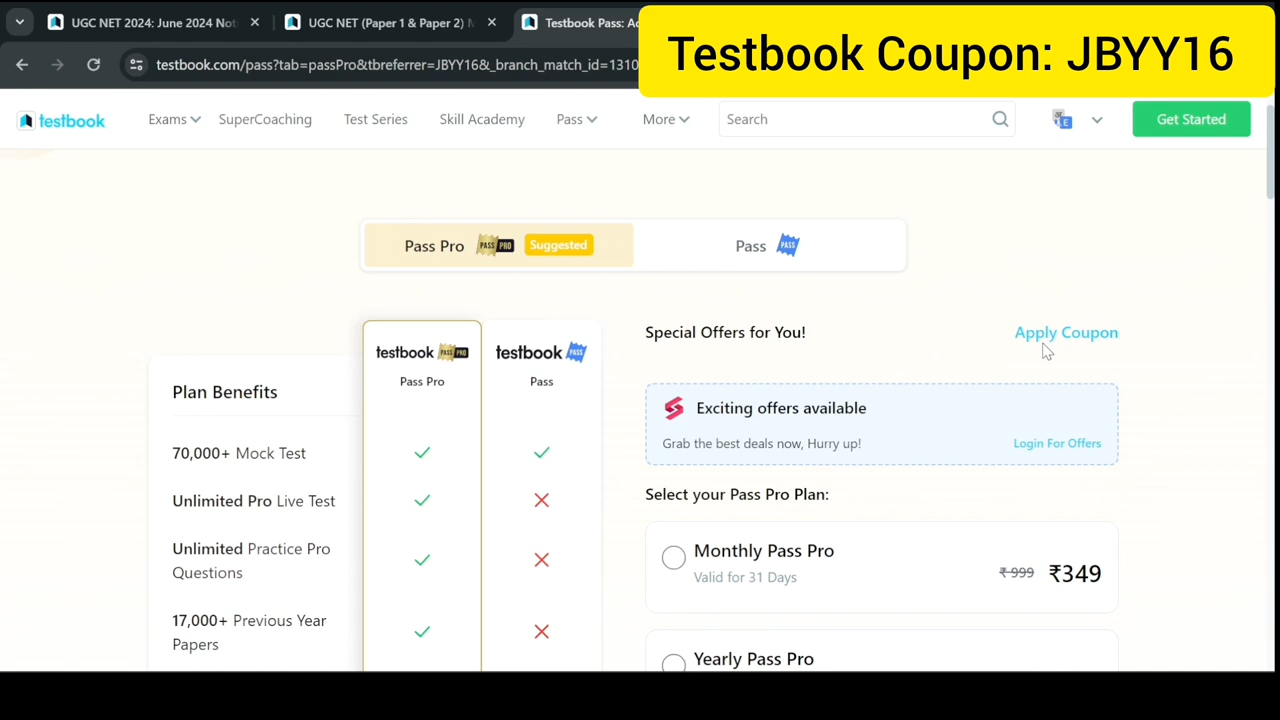 UGC NET 2024: June 2024 Not
UGC NET (Paper 1 & Paper 2) M
Testbook Pass: Ac
Testbook Coupon: JBYY16
testbook.com/pass?tab=passPro&tbreferrer=JBYY16&_branch_match_id=1310
testbook
Exams
SuperCoaching
Test Series
Skill Academy
Pass
More
Search
E
Get Started
Pass Pro PASS PRO Suggested
Pass PASS
testbook PASS PRO
Pass Pro
testbook PASS
Pass
Special Offers for You!
Apply Coupon
Plan Benefits
Exciting offers available
Grab the best deals now, Hurry up!
Login For Offers
70,000+ Mock Test
Unlimited Pro Live Test
Unlimited Practice Pro
Questions
17,000+ Previous Year
Papers
Select your Pass Pro Plan:
Monthly Pass Pro
Valid for 31 Days
₹ 999 ₹349
Yearly Pass Pro